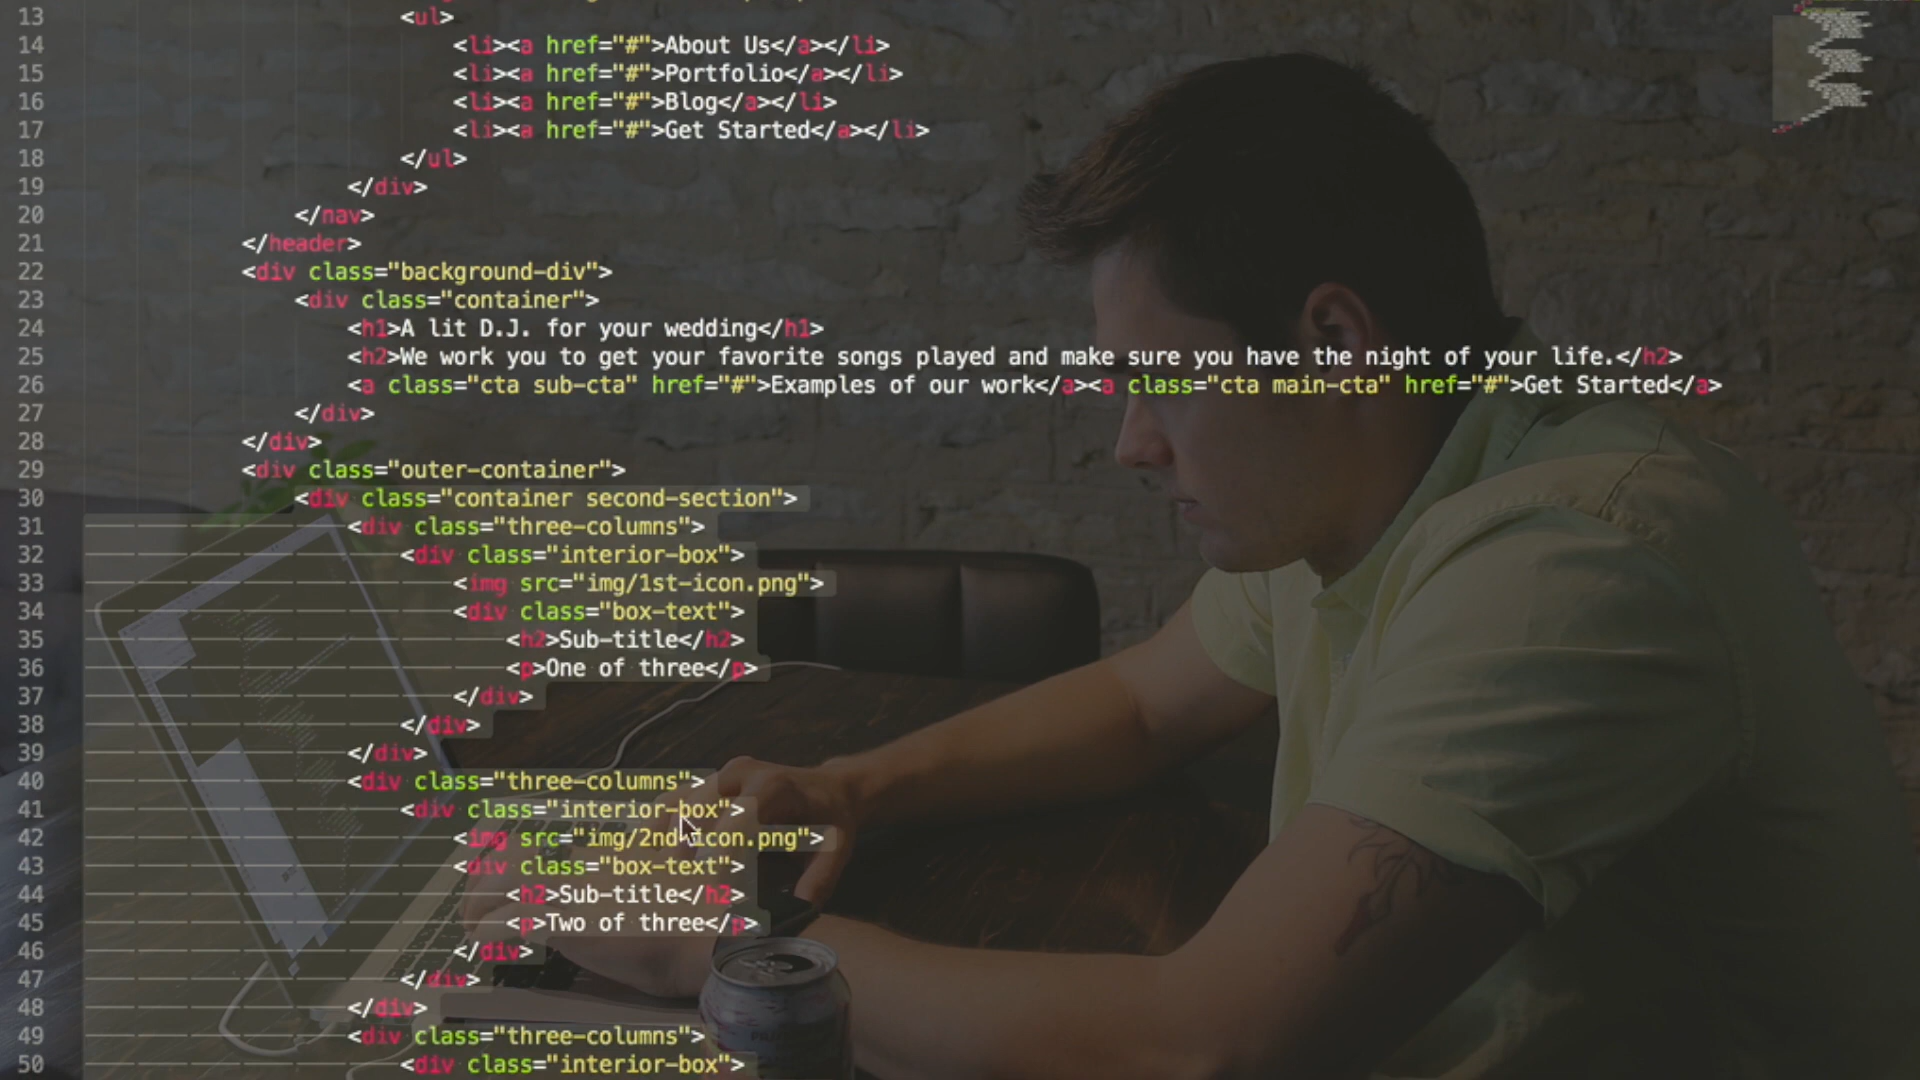 13 <ul>
14 <li><a href="#">About Us</a></li>
15 <li><a href="#">Portfolio</a></li>
16 <li><a href="#">Blog</a></li>
17 <li><a href="#">Get Started</a></li>
18 </ul>
19 </div>
20 </nav>
21 </header>
22 <div class="background-div">
23 <div class="container">
24 <h1>A lit D.J. for your wedding</h1>
25 <h2>We work you to get your favorite songs played and make sure you have the night of your life.</h2>
26 <a class="cta sub-cta" href="#">Examples of our work</a><a class="cta main-cta" href="#">Get Started</a>
27 </div>
28 </div>
29 <div class="outer-container">
30 <div class="container second-section">
31 <div class="three-columns">
32 <div class="interior-box">
33 <img src="img/1st-icon.png">
34 <div class="box-text">
35 <h2>Sub-title</h2>
36 <p>One of three</p>
37 </div>
38 </div>
39 </div>
40 <div class="three-columns">
41 <div class="interior-box">
42 <img src="img/2nd-icon.png">
43 <div class="box-text">
44 <h2>Sub-title</h2>
45 <p>Two of three</p>
46 </div>
47 </div>
48 </div>
49 <div class="three-columns">
50 <div class="interior-box">